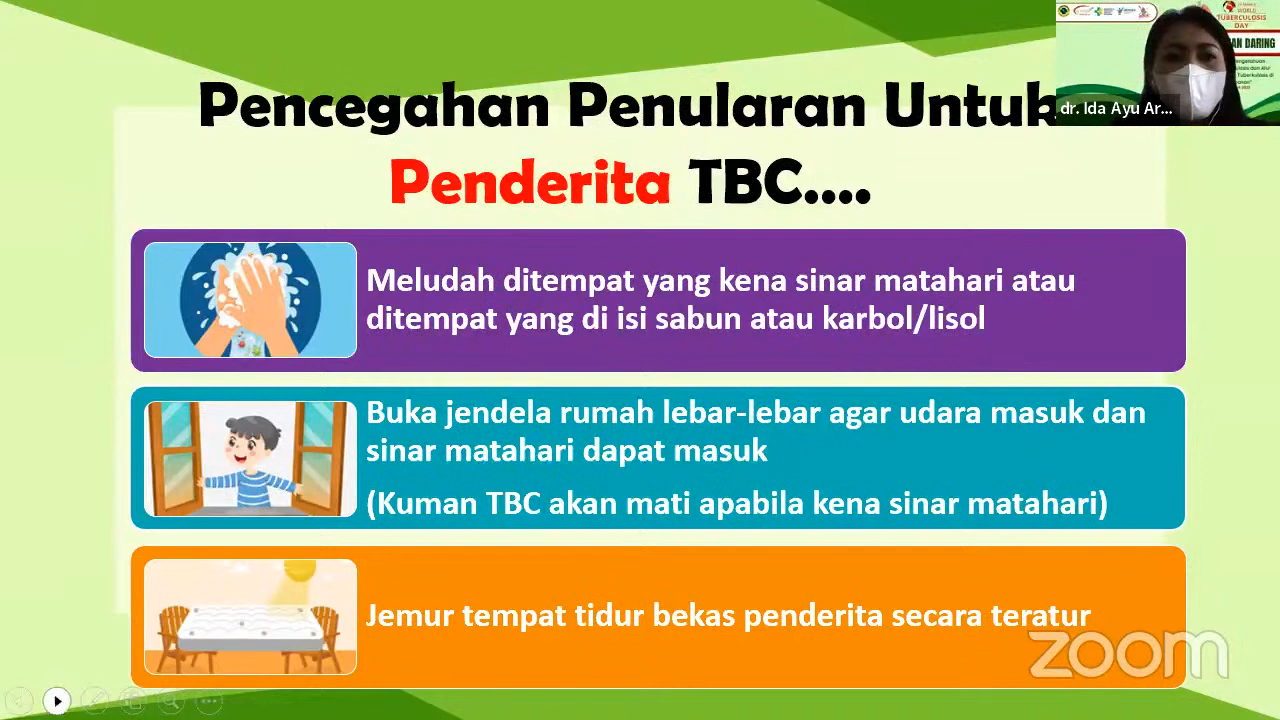 Pencegahan Penularan Untuk
Penderita TBC....
Meludah ditempat yang kena sinar matahari atau
ditempat yang di isi sabun atau karbol/lisol
Buka jendela rumah lebar-lebar agar udara masuk dan
sinar matahari dapat masuk
(Kuman TBC akan mati apabila kena sinar matahari)
Jemur tempat tidur bekas penderita secara teratur
WORLD
TUBERCULOSIS
DAY
AN DARING
dr. Ida Ayu Ar...
zoom